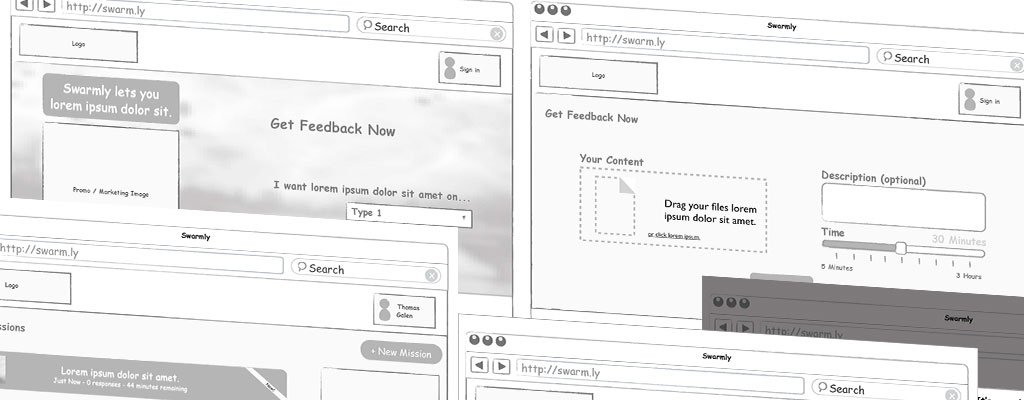 http://swarm.ly
Search
Logo
Sign in
Swarmly lets you
lorem ipsum dolor sit.
Promo / Marketing Image
Get Feedback Now
I want lorem ipsum dolor sit amet on...
Type 1
Swarmly
http://swarm.ly
Search
Logo
Sign in
Get Feedback Now
Your Content
Drag your files lorem
ipsum dolor sit amet.
or click lorem ipsum.
Description (optional)
Time
30 Minutes
5 Minutes
3 Hours
Swarmly
http://swarm.ly
Search
Logo
Thomas
Galen
ssions
+ New Mission
Lorem ipsum dolor sit amet.
Just Now - 0 responses - 44 minutes remaining
Swarmly
http://swarm.ly
Search
Swarmly
http://swarm.ly